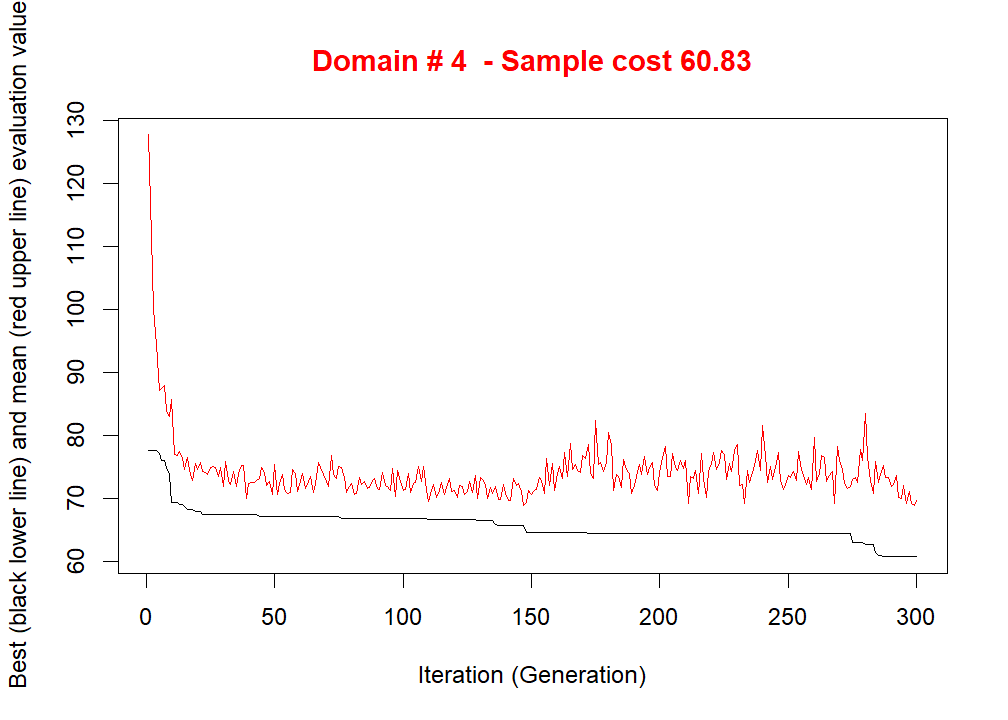 Domain # 4  - Sample cost 60.83
Best (black lower line) and mean (red upper line) evaluation value
130
120
110
100
90
80
70
60
0 50 100 150 200 250 300
Iteration (Generation)